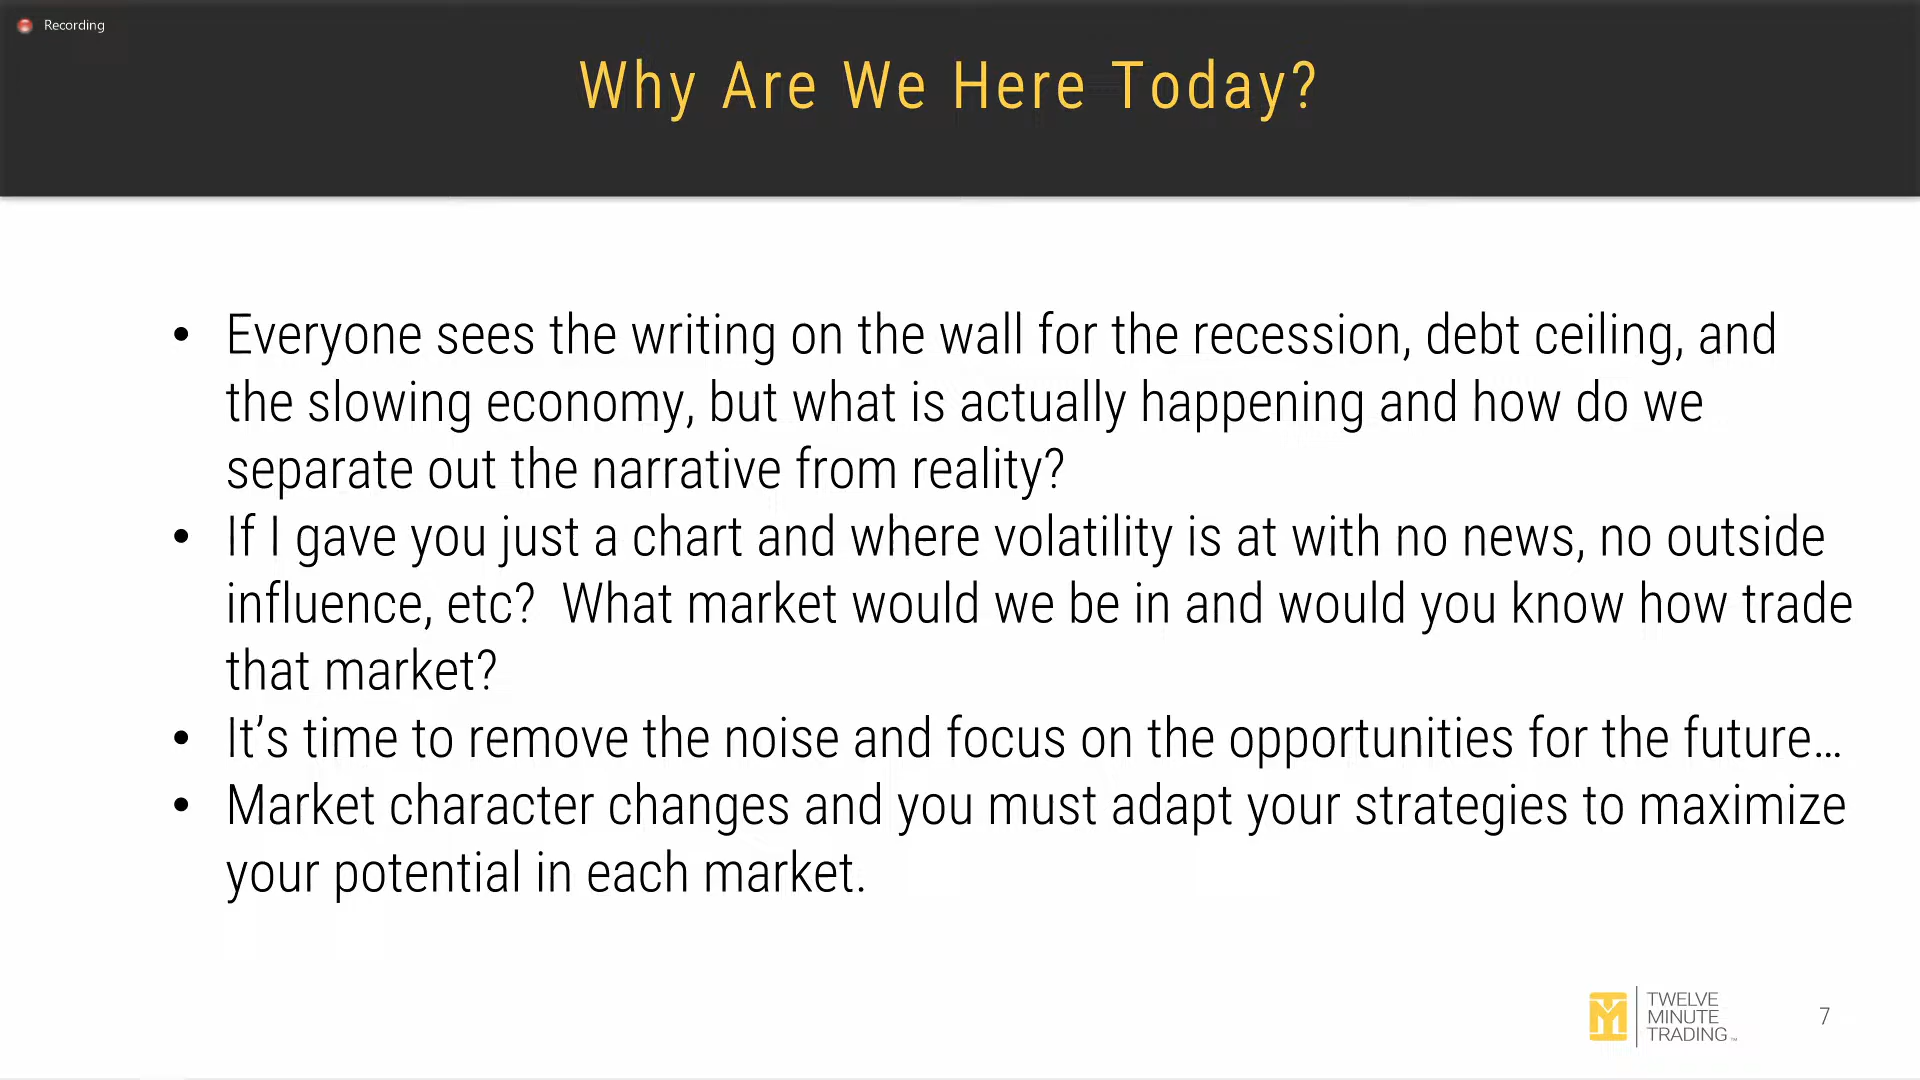 Recording
Why Are We Here Today?
• Everyone sees the writing on the wall for the recession, debt ceiling, and
the slowing economy, but what is actually happening and how do we
separate out the narrative from reality?
• If I gave you just a chart and where volatility is at with no news, no outside
influence, etc?  What market would we be in and would you know how trade
that market?
• It’s time to remove the noise and focus on the opportunities for the future…
• Market character changes and you must adapt your strategies to maximize
your potential in each market.
TWELVE
MINUTE
TRADING™
7